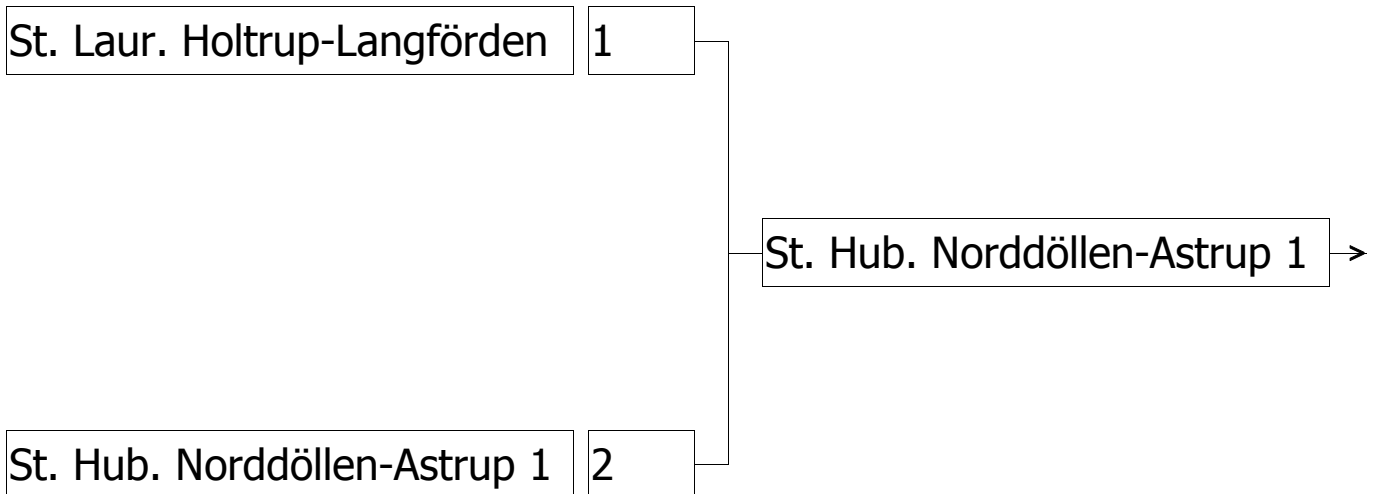 St. Laur. Holtrup-Langförden 1
St. Hub. Norddöllen-Astrup 1
St. Hub. Norddöllen-Astrup 1 2